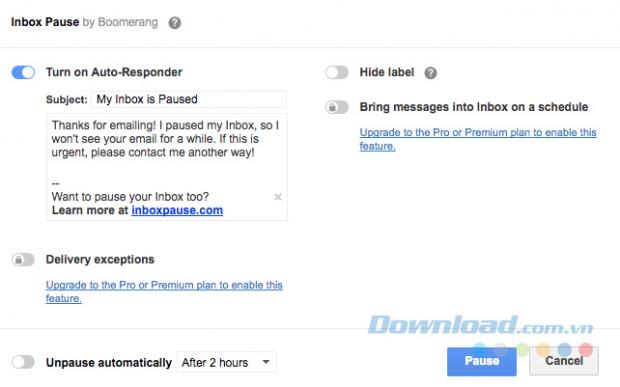 Inbox Pause by Boomerang ?
Turn on Auto-Responder
Subject: My Inbox is Paused
Thanks for emailing! I paused my Inbox, so I
won't see your email for a while. If this is
urgent, please contact me another way!
--
Want to pause your Inbox too? ×
Learn more at inboxpause.com
Delivery exceptions
Upgrade to the Pro or Premium plan to enable this
feature.
Hide label ?
Bring messages into Inbox on a schedule
Upgrade to the Pro or Premium plan to enable this
feature.
Unpause automatically After 2 hours
Download.com.vn
Pause Cancel